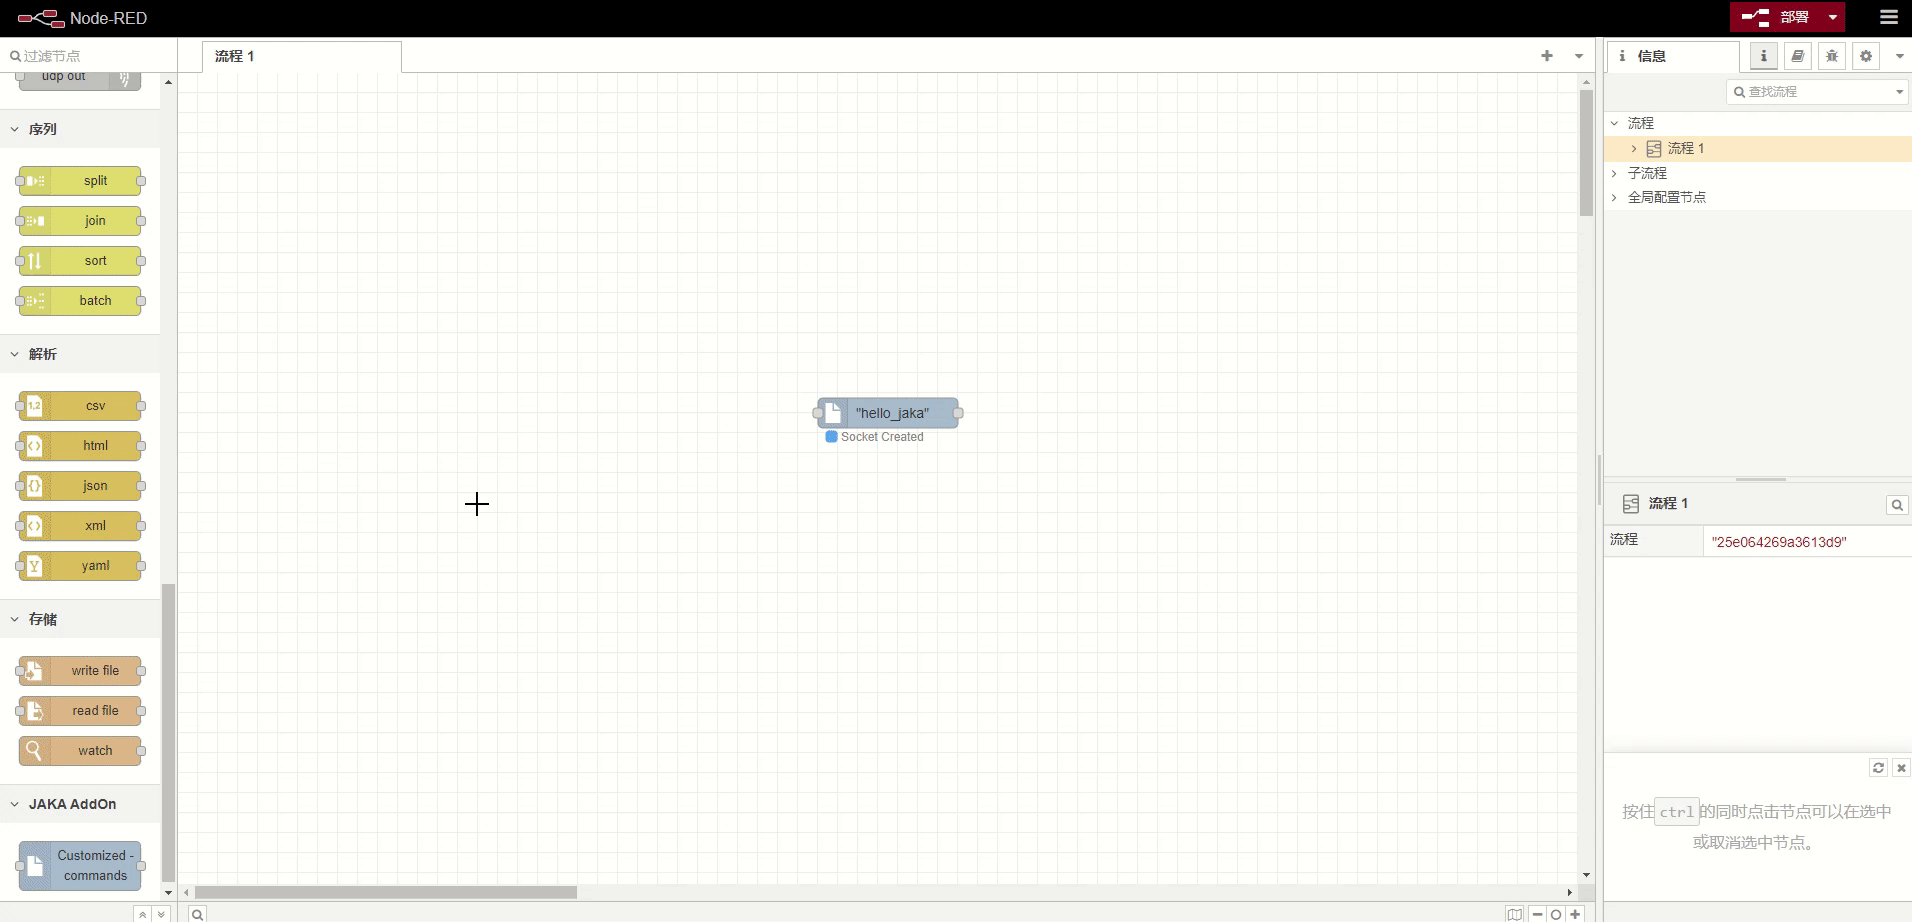 Node-RED
部署
过滤节点
流程 1
信息
查找流程
udp out
序列
split
join
sort
batch
解析
csv
html
json
xml
yaml
存储
write file
read file
watch
JAKA AddOn
Customized -
commands
"hello_jaka"
Socket Created
流程
流程 1
子流程
全局配置节点
流程 1
流程 "25e064269a3613d9"
按住 ctrl 的同时点击节点可以在选中
或取消选中节点。